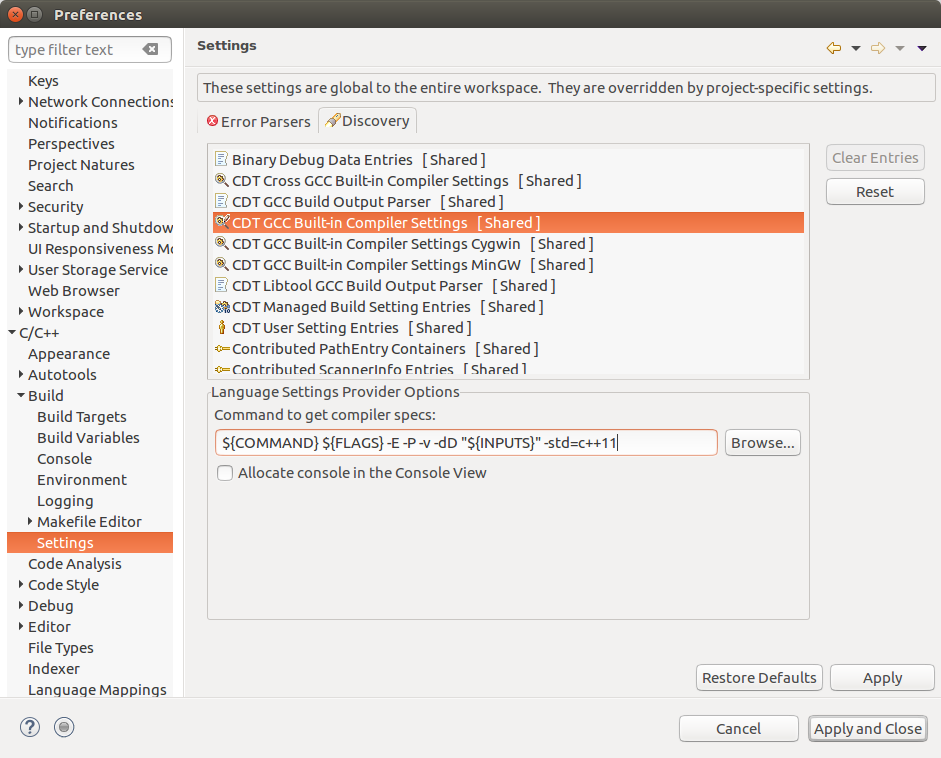 Preferences
type filter text
Keys
Network Connections
Notifications
Perspectives
Project Natures
Search
Security
Startup and Shutdow
UI Responsiveness Mo
User Storage Service
Web Browser
Workspace
C/C++
Appearance
Autotools
Build
Build Targets
Build Variables
Console
Environment
Logging
Makefile Editor
Settings
Code Analysis
Code Style
Debug
Editor
File Types
Indexer
Language Mappings
Settings
These settings are global to the entire workspace. They are overridden by project-specific settings.
Error Parsers
Discovery
Binary Debug Data Entries [ Shared ]
CDT Cross GCC Built-in Compiler Settings [ Shared ]
CDT GCC Build Output Parser [ Shared ]
CDT GCC Built-in Compiler Settings [ Shared ]
CDT GCC Built-in Compiler Settings Cygwin [ Shared ]
CDT GCC Built-in Compiler Settings MinGW [ Shared ]
CDT Libtool GCC Build Output Parser [ Shared ]
CDT Managed Build Setting Entries [ Shared ]
CDT User Setting Entries [ Shared ]
Contributed PathEntry Containers [ Shared ]
Contributed ScannerInfo Entries [ Shared ]
Clear Entries
Reset
Language Settings Provider Options
Command to get compiler specs:
${COMMAND} ${FLAGS} -E -P -v -dD "${INPUTS}" -std=c++11
Browse...
Allocate console in the Console View
Restore Defaults
Apply
Cancel
Apply and Close